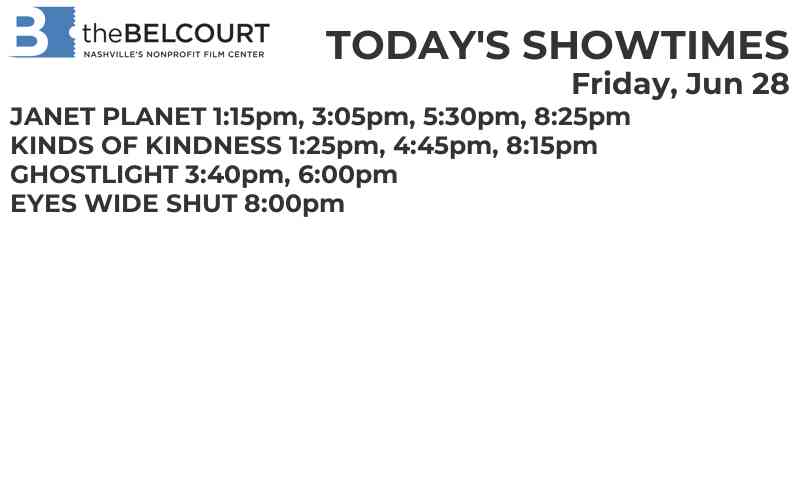 B theBELCOURT
NASHVILLE'S NONPROFIT FILM CENTER
TODAY'S SHOWTIMES
Friday, Jun 28
JANET PLANET 1:15pm, 3:05pm, 5:30pm, 8:25pm
KINDS OF KINDNESS 1:25pm, 4:45pm, 8:15pm
GHOSTLIGHT 3:40pm, 6:00pm
EYES WIDE SHUT 8:00pm